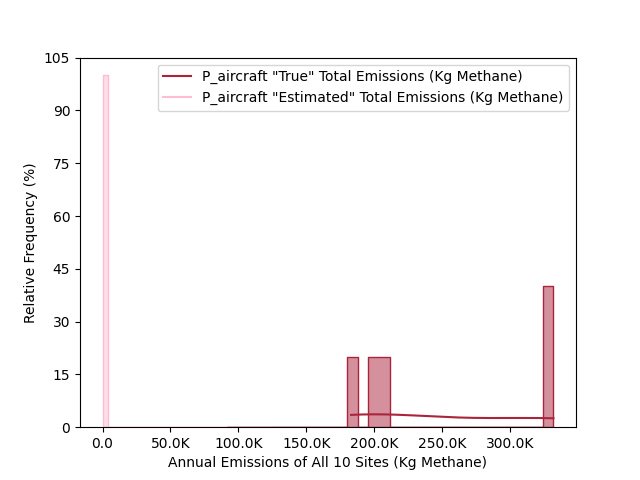 P_aircraft "True" Total Emissions (Kg Methane)
P_aircraft "Estimated" Total Emissions (Kg Methane)
105
90
75
60
45
30
15
0
Relative Frequency (%)
0.0 50.0K 100.0K 150.0K 200.0K 250.0K 300.0K
Annual Emissions of All 10 Sites (Kg Methane)